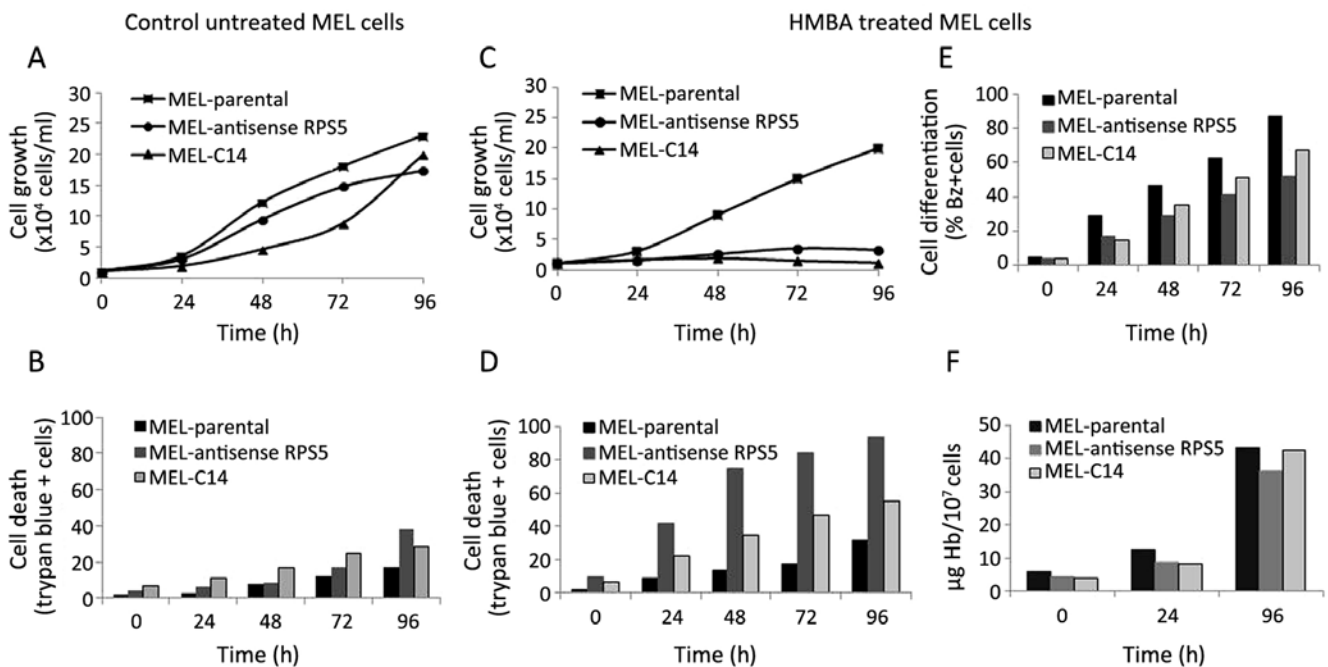 Control untreated MEL cells
HMBA treated MEL cells
A
30
25
20
15
10
5
0
Cell growth
(x10⁴ cells/ml)
MEL-parental
MEL-antisense RPS5
MEL-C14
0 24 48 72 96
Time (h)
C
30
25
20
15
10
5
0
Cell growth
(x10⁴ cells/ml)
MEL-parental
MEL-antisense RPS5
MEL-C14
0 24 48 72 96
Time (h)
E
100
80
60
40
20
0
Cell differentiation
(% Bz+cells)
MEL-parental
MEL-antisense RPS5
MEL-C14
0 24 48 72 96
Time (h)
B
100
80
60
40
20
0
Cell death
(trypan blue + cells)
MEL-parental
MEL-antisense RPS5
MEL-C14
0 24 48 72 96
Time (h)
D
100
80
60
40
20
0
Cell death
(trypan blue + cells)
MEL-parental
MEL-antisense RPS5
MEL-C14
0 24 48 72 96
Time (h)
F
50
40
30
20
10
0
µg Hb/10⁷ cells
MEL-parental
MEL-antisense RPS5
MEL-C14
0 24 96
Time (h)